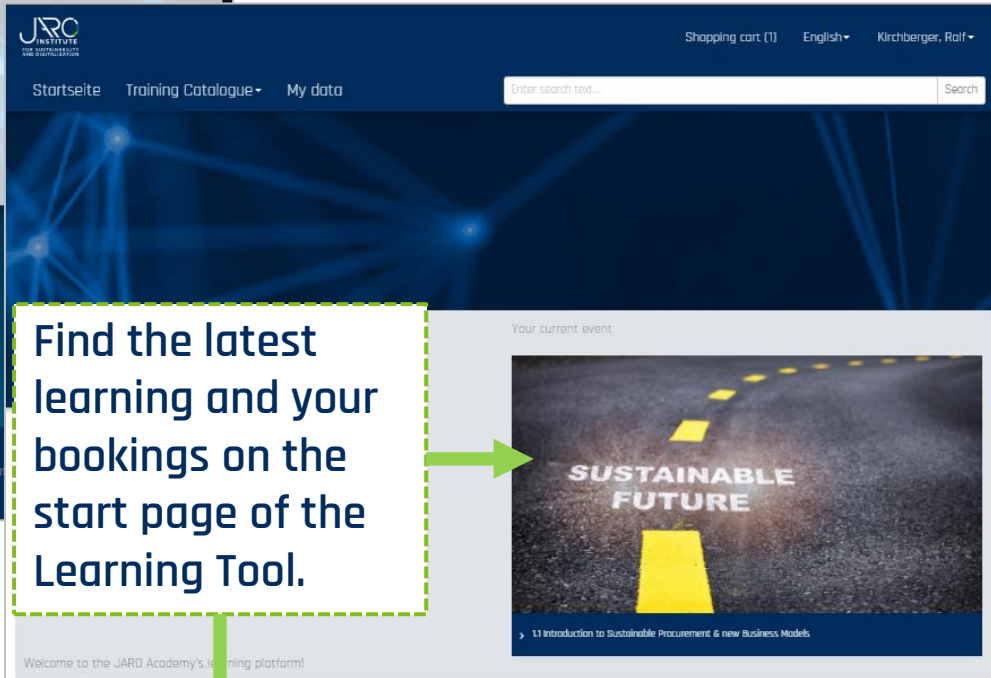 JARO
INSTITUTE
FOR SUSTAINABILITY
AND DIGITALIZATION
Shopping cart (1) English Kirchberger, Ralf
Startseite Training Catalogue My data
Enter search text... Search
Find the latest
learning and your
bookings on the
start page of the
Learning Tool.
Your current event
SUSTAINABLE
FUTURE
1.1 Introduction to Sustainable Procurement & new Business Models
Welcome to the JARO Academy's learning platform!